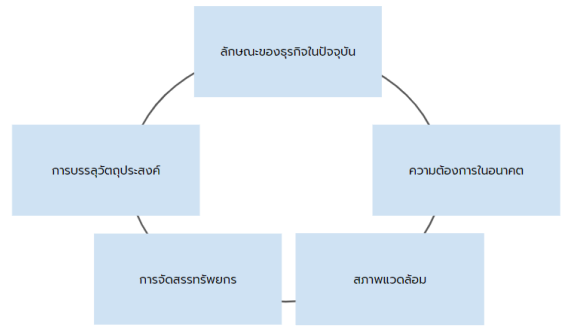 ลักษณะของธุรกิจในปัจจุบัน
การบรรลุวัตถุประสงค์
ความต้องการในอนาคต
การจัดสรรทรัพยกร
สภาพแวดล้อม